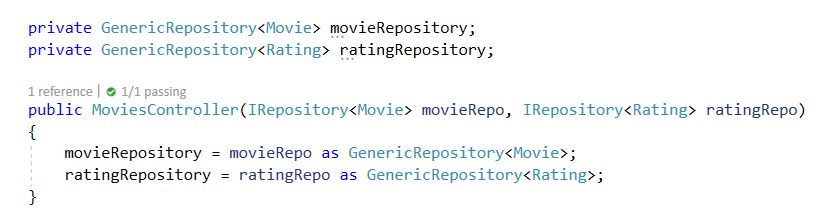 private GenericRepository<Movie> movieRepository;
private GenericRepository<Rating> ratingRepository;
1 reference | 1/1 passing
public MoviesController(IRepository<Movie> movieRepo, IRepository<Rating> ratingRepo)
{
movieRepository = movieRepo as GenericRepository<Movie>;
ratingRepository = ratingRepo as GenericRepository<Rating>;
}